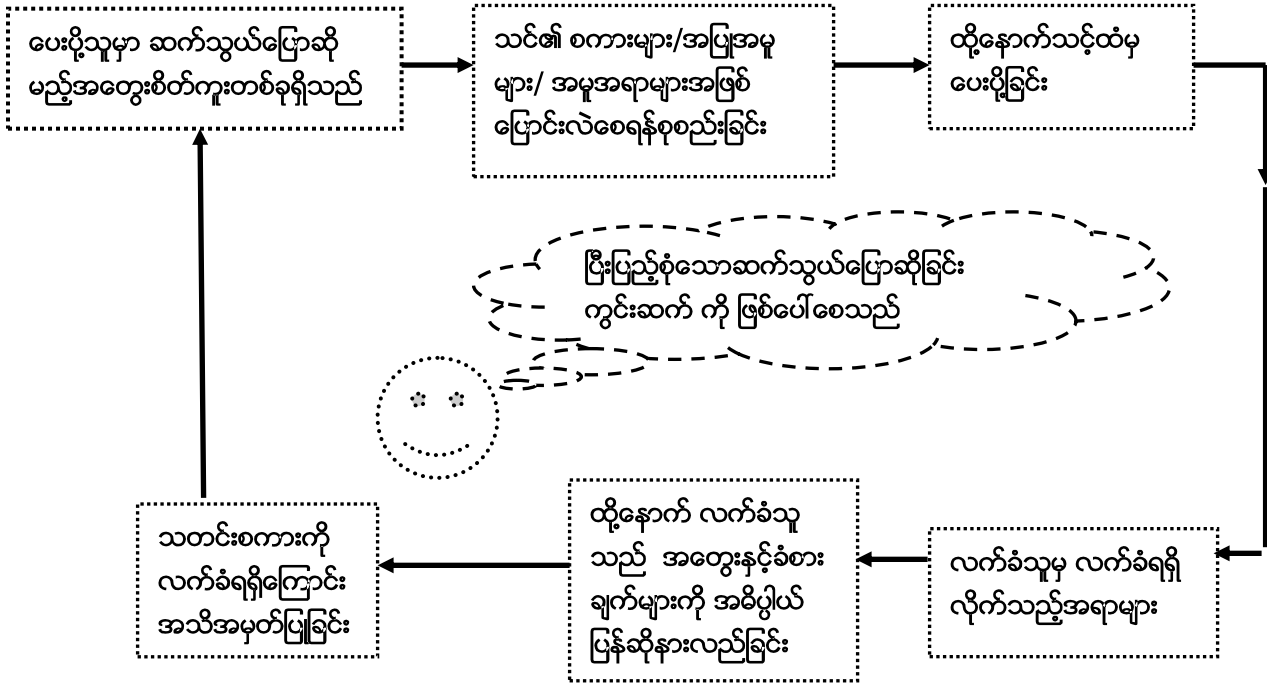 ပေးပို့သူမှာ ဆက်သွယ်ပြောဆို
မည့်အတွေးစိတ်ကူးတစ်ခုရှိသည်
သင်၏ စကားများ/အပြုအမူ
များ/ အမူအရာများအဖြစ်
ပြောင်းလဲစေရန်စုစည်းခြင်း
ထို့နောက်သင့်ထံမှ
ပေးပို့ခြင်း
ပြီးပြည့်စုံသောဆက်သွယ်ပြောဆိုခြင်း
ကွင်းဆက် ကို ဖြစ်ပေါ်စေသည်
လက်ခံသူမှ လက်ခံရရှိ
လိုက်သည့်အရာများ
ထို့နောက် လက်ခံသူ
သည် အတွေးနှင့်ခံစား
ချက်များကို အဓိပ္ပါယ်
ပြန်ဆိုနားလည်ခြင်း
သတင်းစကားကို
လက်ခံရရှိကြောင်း
အသိအမှတ်ပြုခြင်း